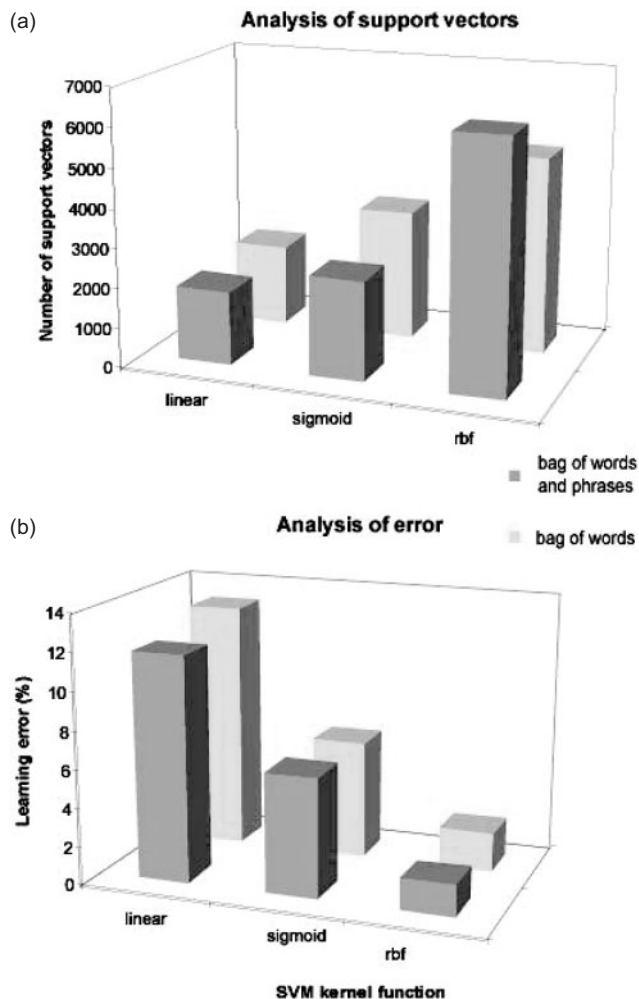 (a)
Analysis of support vectors
7000
6000
5000
4000
3000
2000
1000
0
Number of support vectors
linear
sigmoid
rbf
bag of words
and phrases
bag of words
(b)
Analysis of error
14
12
10
8
6
4
2
0
Learning error (%)
linear
sigmoid
rbf
SVM kernel function